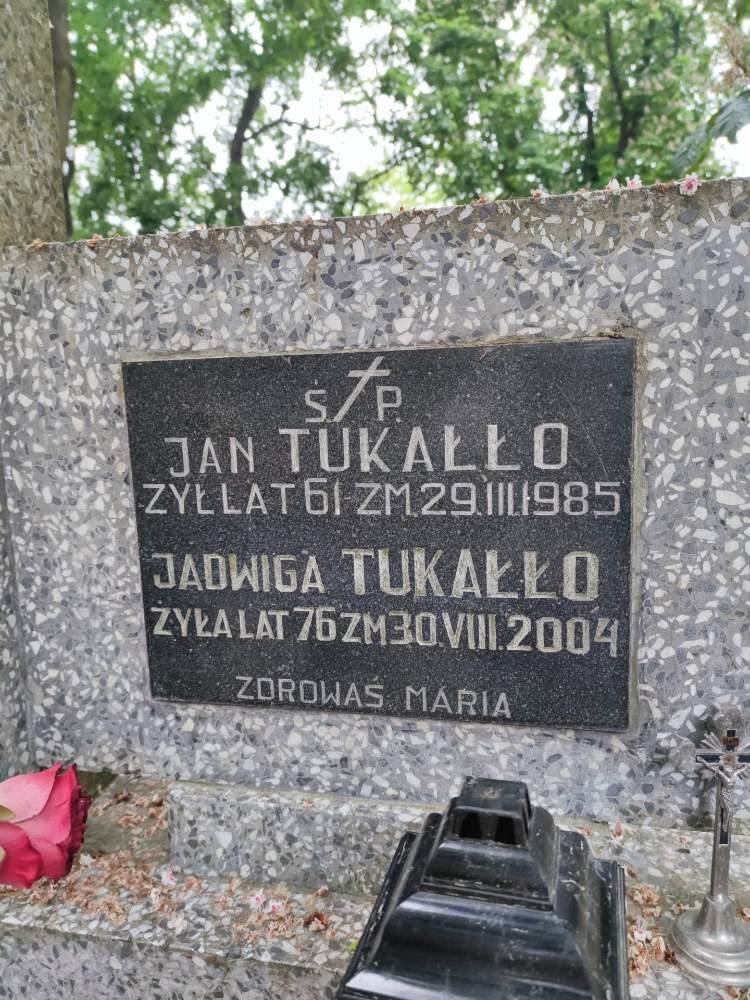 Ś. P.
JAN TUKAŁŁO
ŻYŁ LAT 61 - ZM. 29.III.1985
JADWIGA TUKAŁŁO
ŻYŁA LAT 76 ZM 30.VIII.2004
ZDROWAŚ MARIA